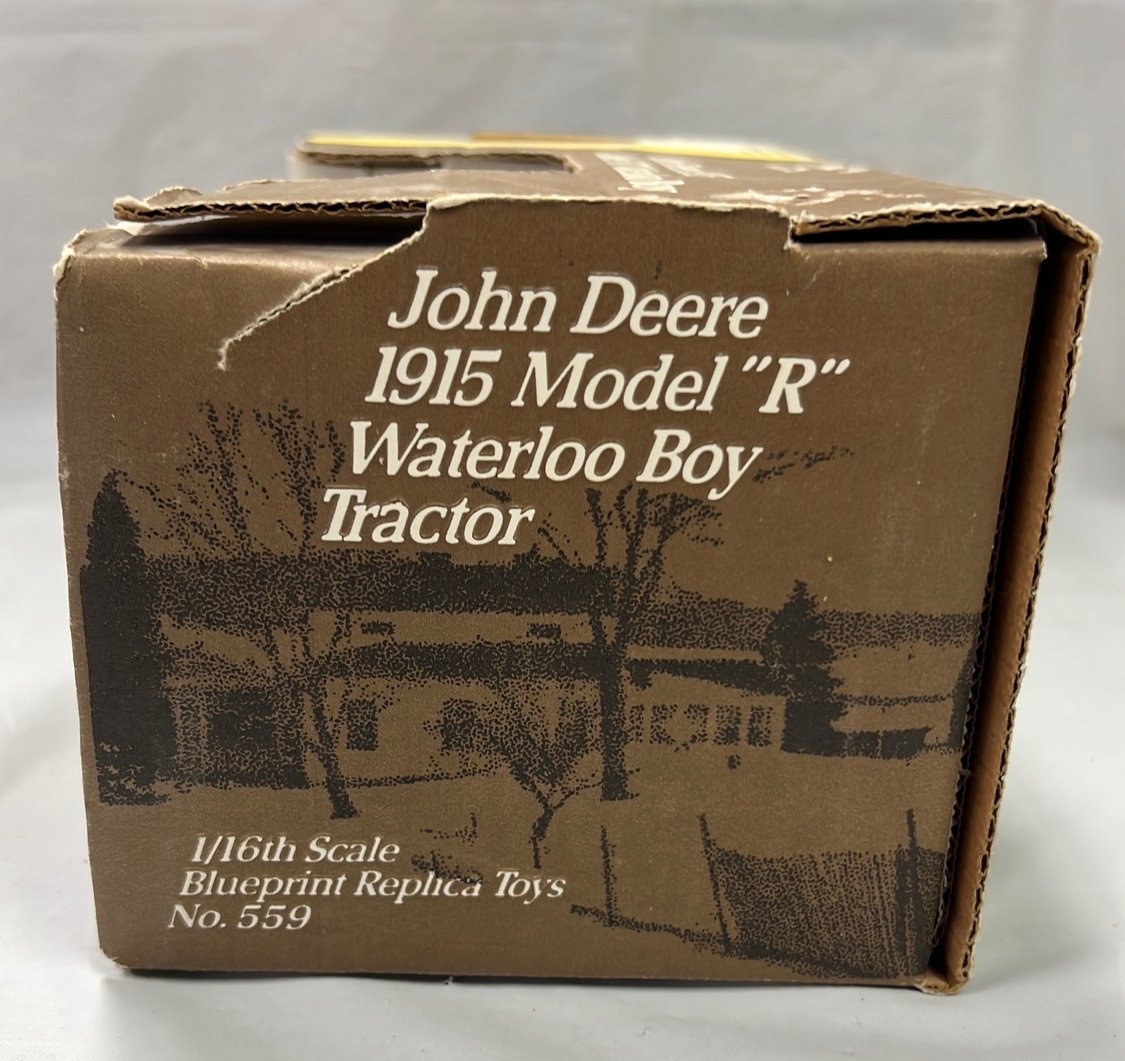 John Deere
1915 Model "R"
Waterloo Boy
Tractor
1/16th Scale
Blueprint Replica Toys
No. 559